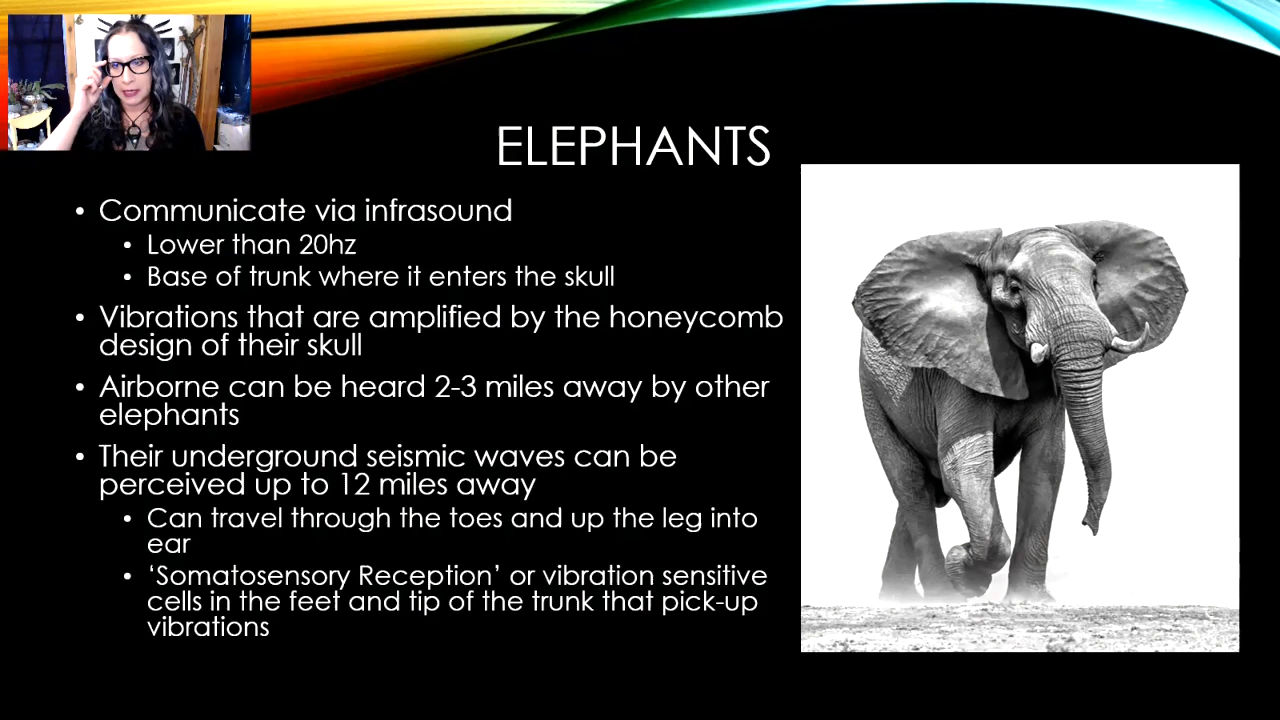 ELEPHANTS
• Communicate via infrasound
• Lower than 20hz
• Base of trunk where it enters the skull
• Vibrations that are amplified by the honeycomb
design of their skull
• Airborne can be heard 2-3 miles away by other
elephants
• Their underground seismic waves can be
perceived up to 12 miles away
• Can travel through the toes and up the leg into
ear
• ‘Somatosensory Reception’ or vibration sensitive
cells in the feet and tip of the trunk that pick-up
vibrations